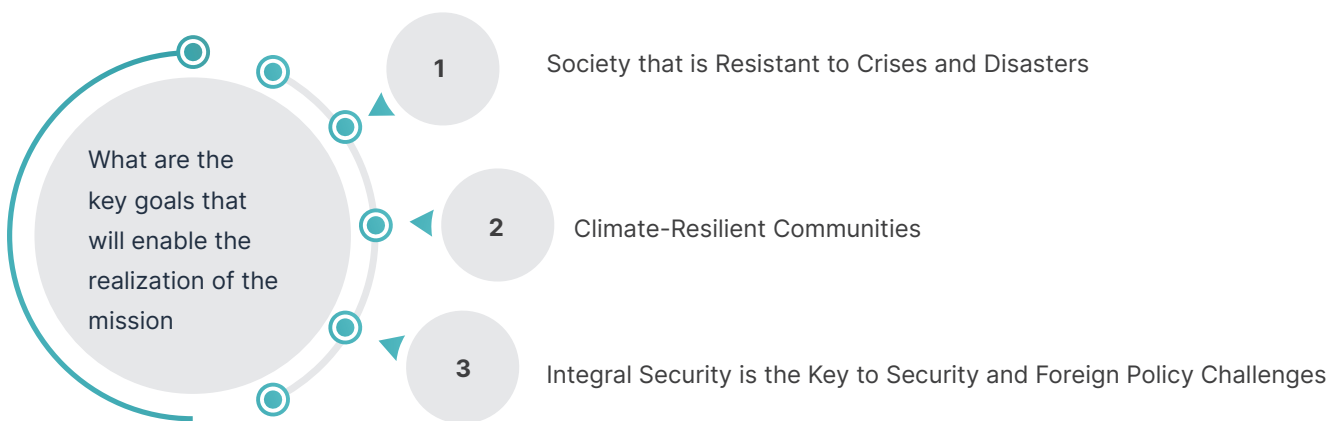 What are the
key goals that
will enable the
realization of the
mission
1
Society that is Resistant to Crises and Disasters
2
Climate-Resilient Communities
3
Integral Security is the Key to Security and Foreign Policy Challenges